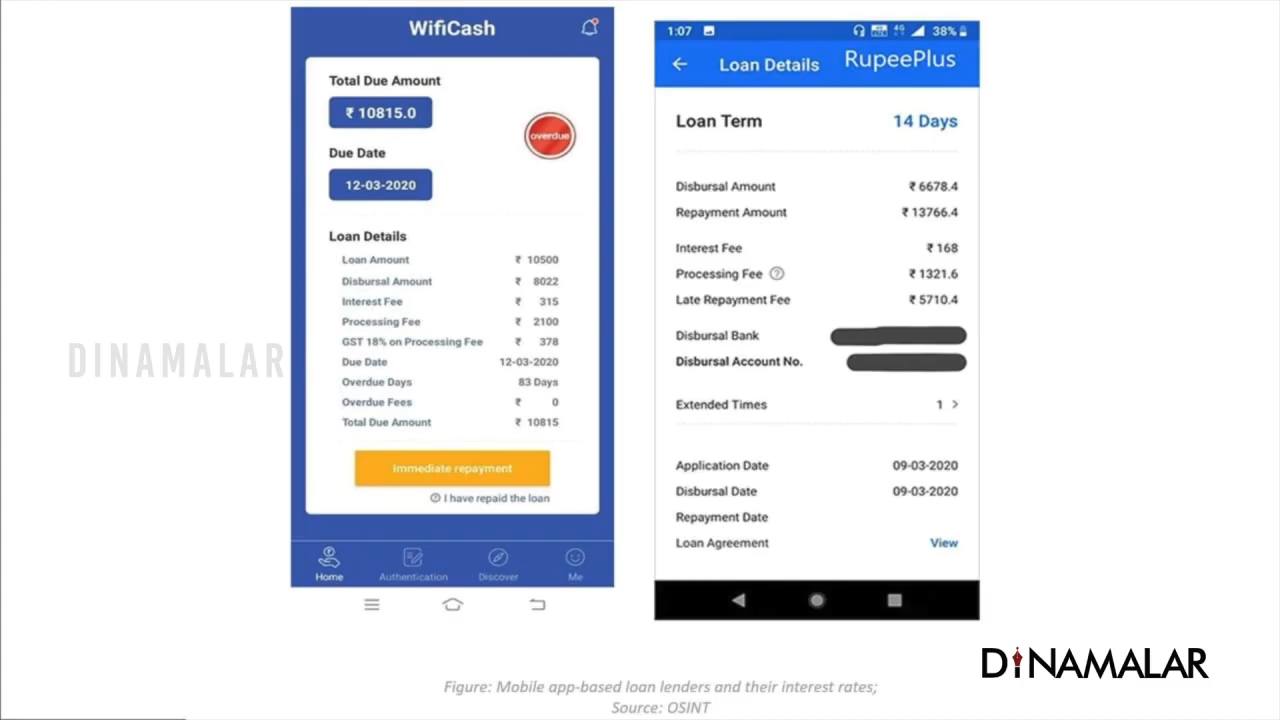 WifiCash
Total Due Amount
₹ 10815.0
overdue
Due Date
12-03-2020
Loan Details
Loan Amount ₹ 10500
Disbursal Amount ₹ 8022
Interest Fee ₹ 315
Processing Fee ₹ 2100
GST 18% on Processing Fee ₹ 378
Due Date 12-03-2020
Overdue Days 83 Days
Overdue Fees ₹ 0
Total Due Amount ₹ 10815
Immediate repayment
I have repaid the loan
Home Authentication Discover Me
1:07 4G 38%
Loan Details RupeePlus
Loan Term 14 Days
Disbursal Amount ₹ 6678.4
Repayment Amount ₹ 13766.4
Interest Fee ₹ 168
Processing Fee ? ₹ 1321.6
Late Repayment Fee ₹ 5710.4
Disbursal Bank
Disbursal Account No.
Extended Times 1 >
Application Date 09-03-2020
Disbursal Date 09-03-2020
Repayment Date
Loan Agreement View
DINAMALAR
DINAMALAR
Figure: Mobile app-based loan lenders and their interest rates;
Source: OSINT